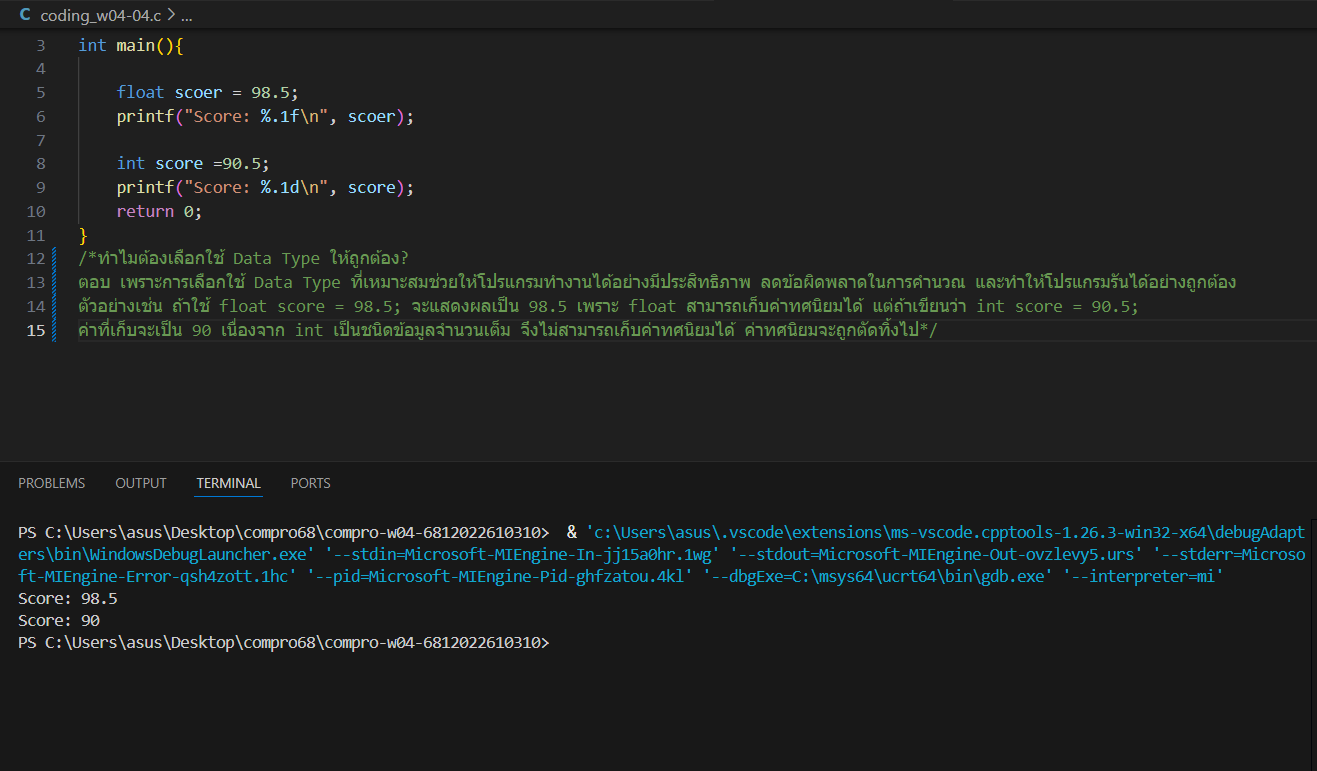 C coding_w04-04.c > ...
3 int main(){
4
5 float scoer = 98.5;
6 printf("Score: %.1f\n", scoer);
7
8 int score =90.5;
9 printf("Score: %.1d\n", score);
10 return 0;
11 }
12 /*ทำไมต้องเลือกใช้ Data Type ให้ถูกต้อง?
13 ตอบ เพราะการเลือกใช้ Data Type ที่เหมาะสมช่วยให้โปรแกรมทำงานได้อย่างมีประสิทธิภาพ ลดข้อผิดพลาดในการคำนวณ และทำให้โปรแกรมรันได้อย่างถูกต้อง
14 ตัวอย่างเช่น ถ้าใช้ float score = 98.5; จะแสดงผลเป็น 98.5 เพราะ float สามารถเก็บค่าทศนิยมได้ แต่ถ้าเขียนว่า int score = 90.5;
15 ค่าที่เก็บจะเป็น 90 เนื่องจาก int เป็นชนิดข้อมูลจำนวนเต็ม จึงไม่สามารถเก็บค่าทศนิยมได้ ค่าทศนิยมจะถูกตัดทิ้งไป*/
PROBLEMS OUTPUT TERMINAL PORTS
PS C:\Users\asus\Desktop\compro68\compro-w04-6812022610310> & 'c:\Users\asus\.vscode\extensions\ms-vscode.cpptools-1.26.3-win32-x64\debugAdapt
ers\bin\WindowsDebugLauncher.exe' '--stdin=Microsoft-MIEngine-In-jj15a0hr.1wg' '--stdout=Microsoft-MIEngine-Out-ovzlevy5.urs' '--stderr=Microso
ft-MIEngine-Error-qsh4zott.1hc' '--pid=Microsoft-MIEngine-Pid-ghfzatou.4kl' '--dbgExe=C:\msys64\ucrt64\bin\gdb.exe' '--interpreter=mi'
Score: 98.5
Score: 90
PS C:\Users\asus\Desktop\compro68\compro-w04-6812022610310>